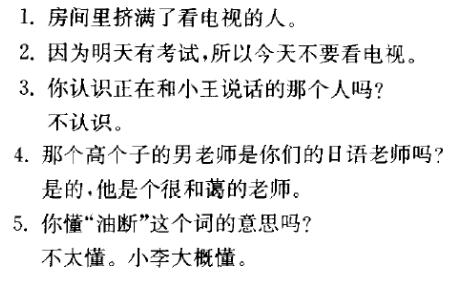 1. 房间里挤满了看电视的人。
2. 因为明天有考试,所以今天不要看电视。
3. 你认识正在和小王说话的那个人吗?
不认识。
4. 那个高个子的男老师是你们的日语老师吗?
是的,他是个很和蔼的老师。
5. 你懂“油断”这个词的意思吗?
不太懂。小李大概懂。